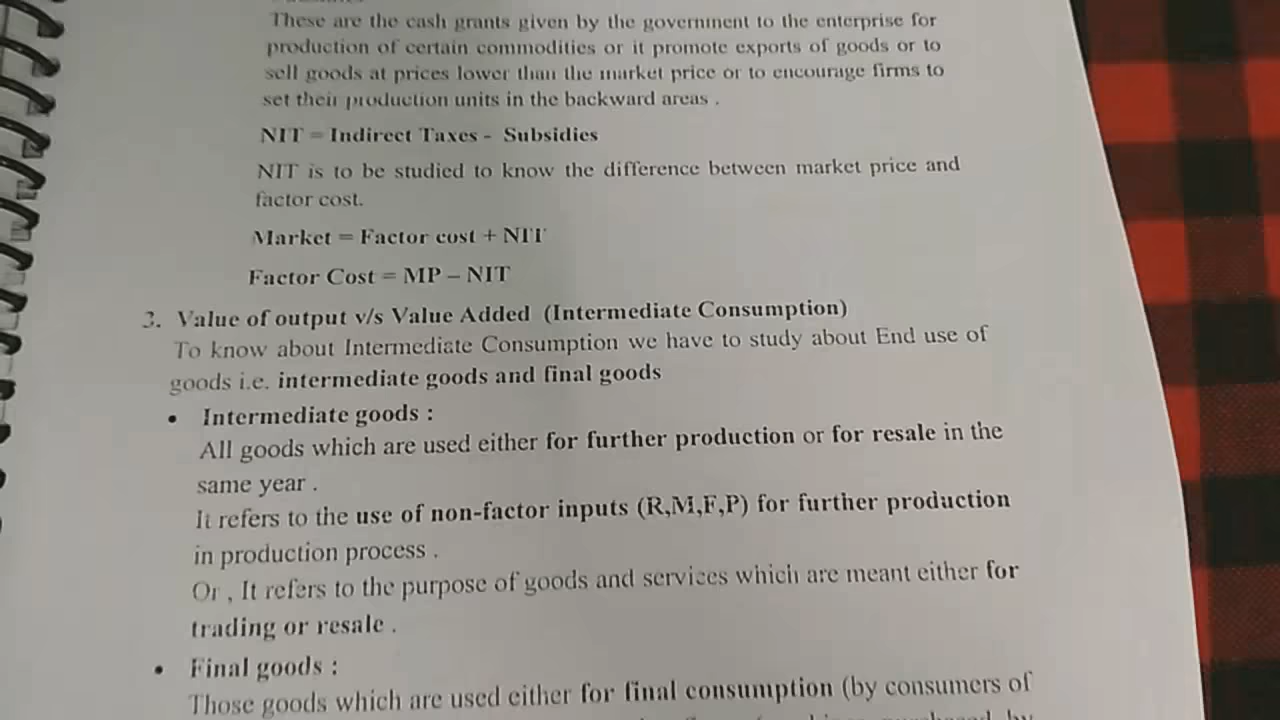 These are the cash grants given by the government to the enterprise for
production of certain commodities or it promote exports of goods or to
sell goods at prices lower than the market price or to encourage firms to
set their production units in the backward areas .
NIT = Indirect Taxes - Subsidies
NIT is to be studied to know the difference between market price and
factor cost.
Market = Factor cost + NIT
Factor Cost = MP – NIT
3. Value of output v/s Value Added (Intermediate Consumption)
To know about Intermediate Consumption we have to study about End use of
goods i.e. intermediate goods and final goods
• Intermediate goods :
All goods which are used either for further production or for resale in the
same year .
It refers to the use of non-factor inputs (R,M,F,P) for further production
in production process .
Or , It refers to the purpose of goods and services which are meant either for
trading or resale .
• Final goods :
Those goods which are used either for final consumption (by consumers of